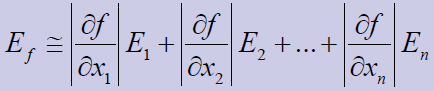 E_f ≅ |∂f/∂x_1| E_1 + |∂f/∂x_2| E_2 + ... + |∂f/∂x_n| E_n